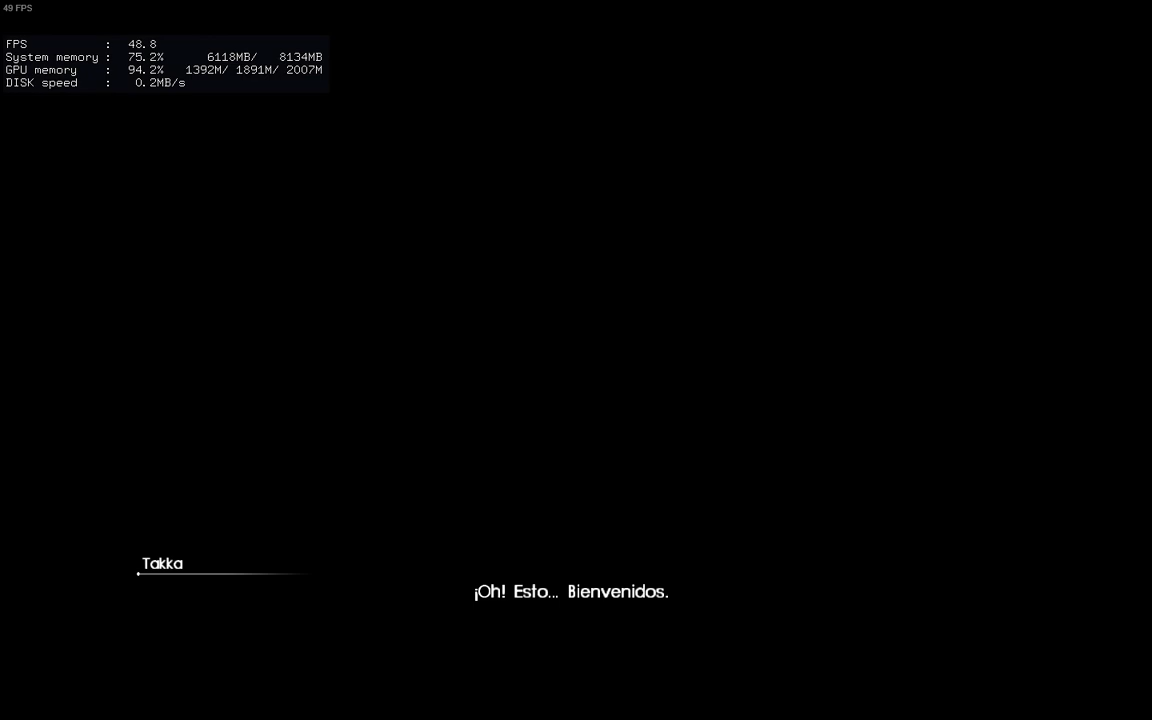 49 FPS
FPS : 48.8
System memory : 75.2% 6118MB/ 8134MB
GPU memory : 94.2% 1392M/ 1891M/ 2007M
DISK speed : 0.2MB/s
Takka
¡Oh! Esto... Bienvenidos.